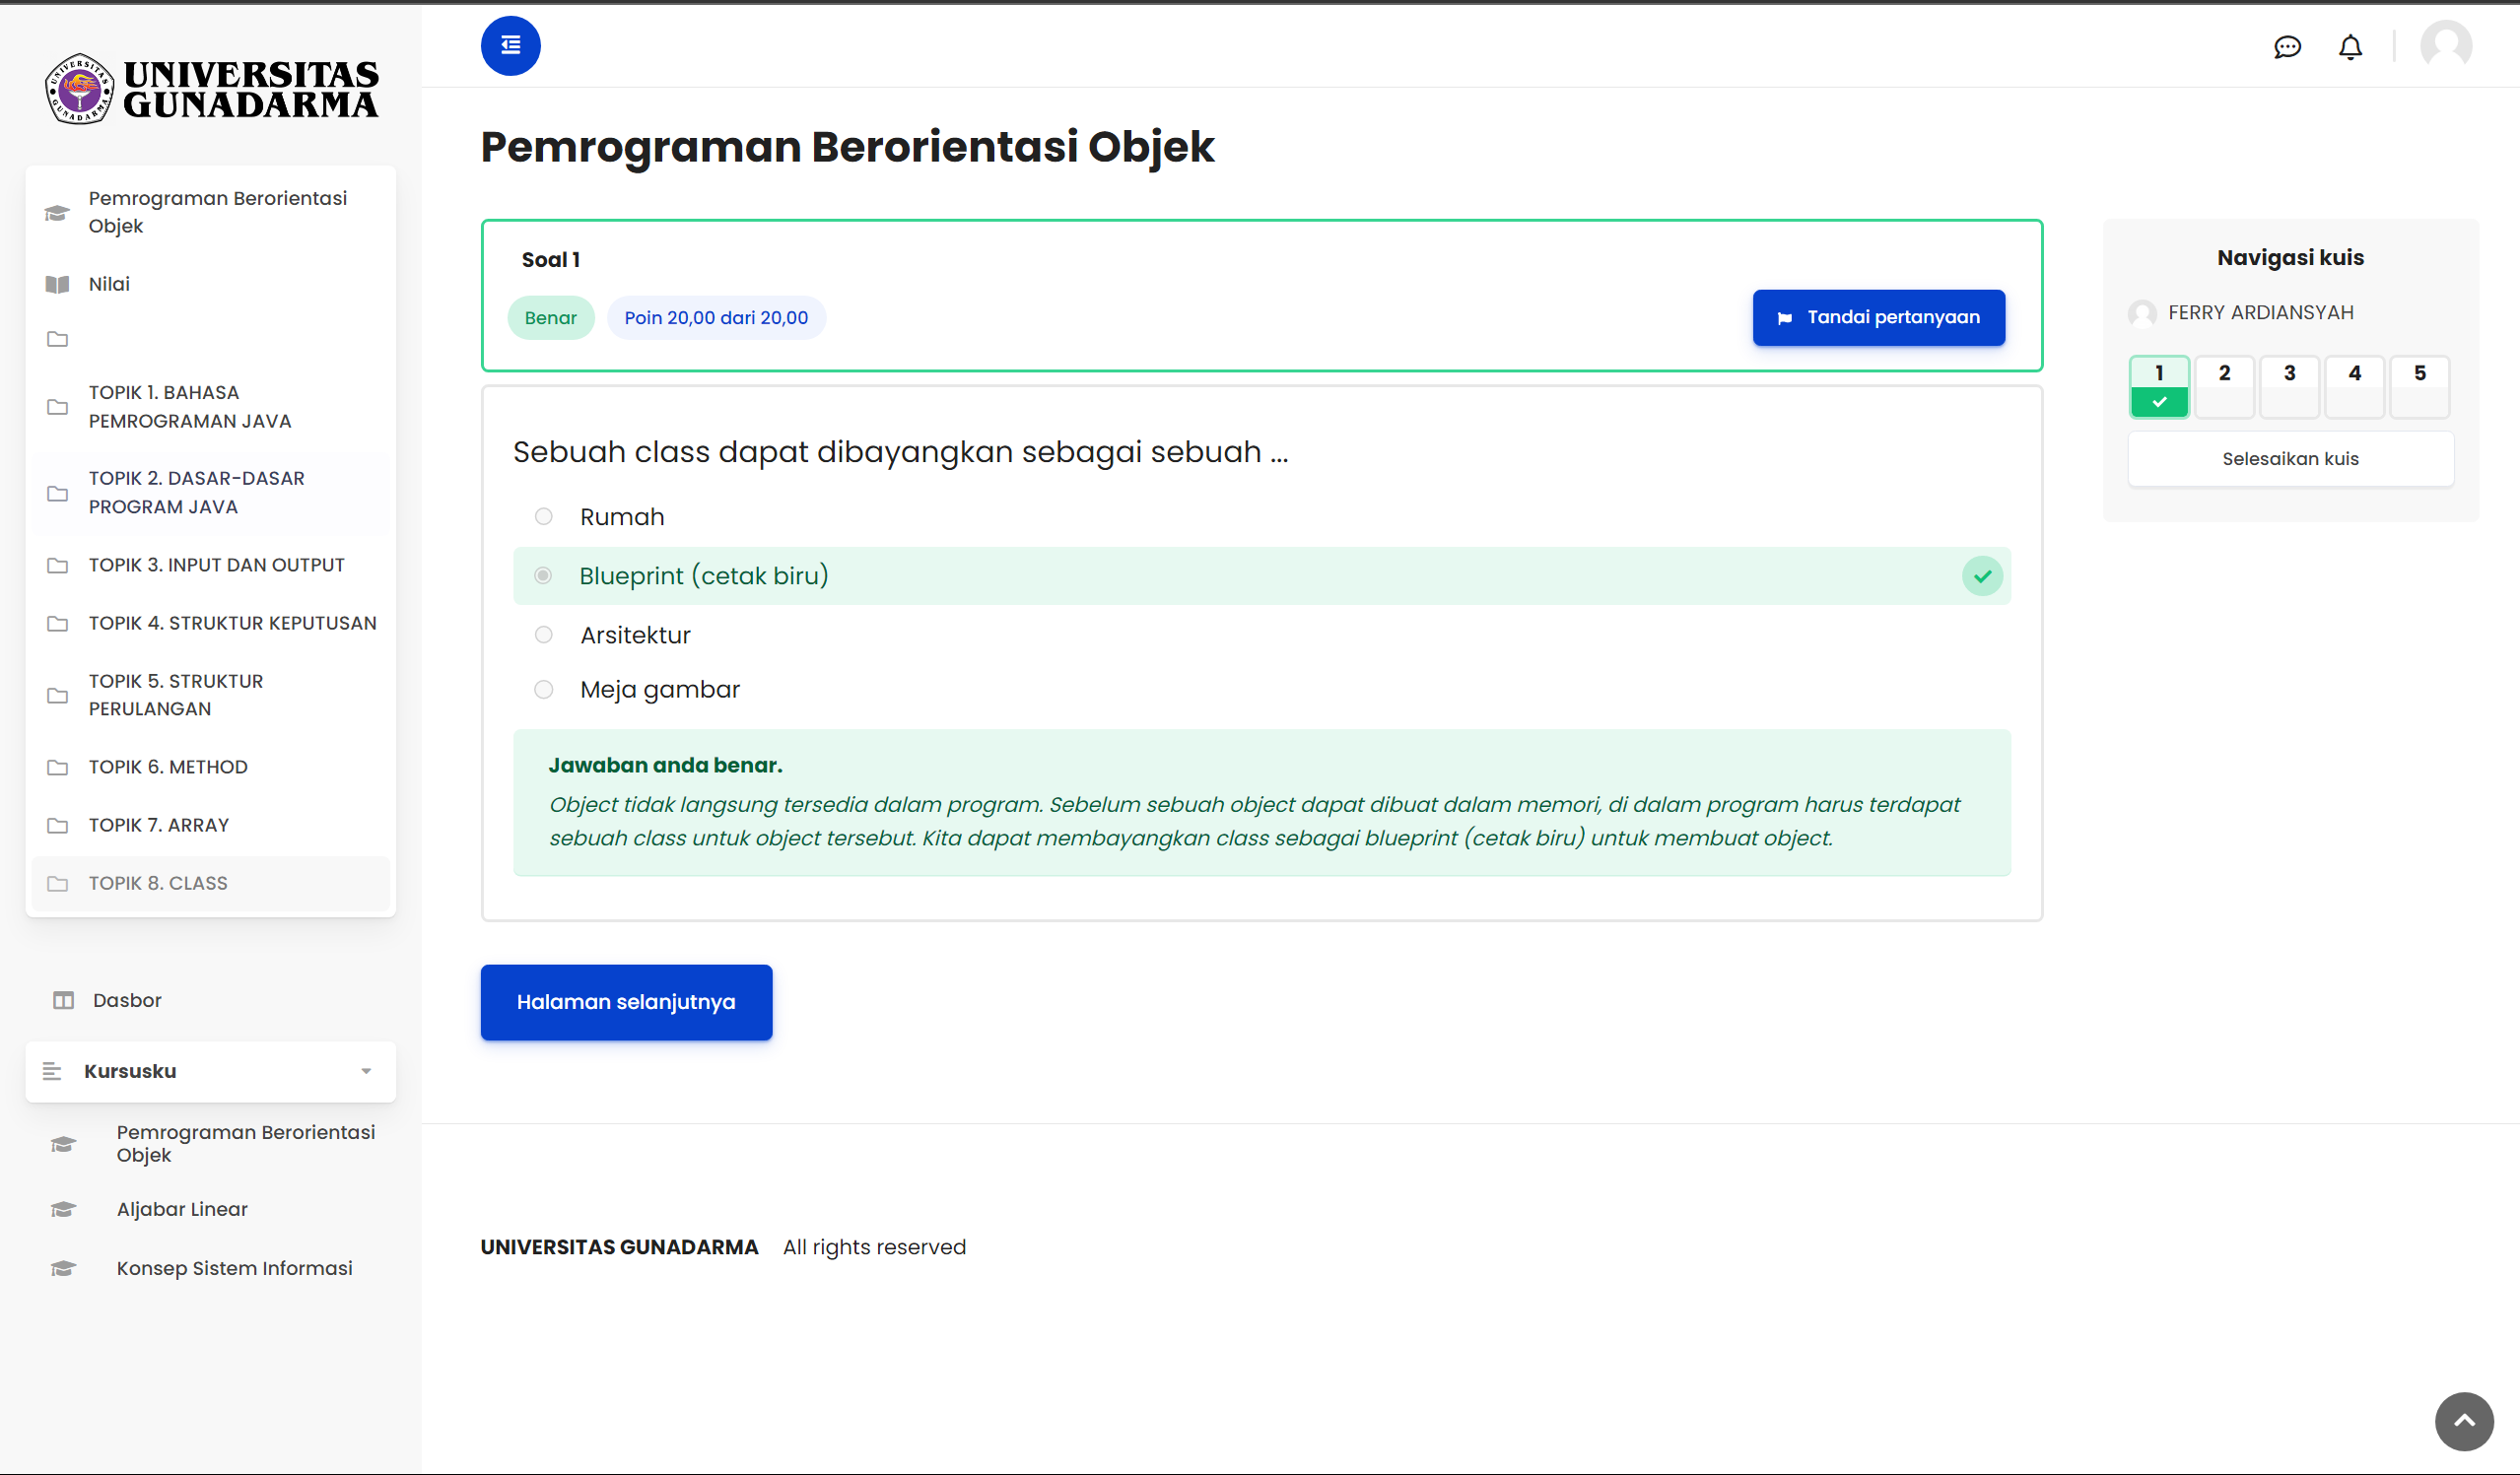 UNIVERSITAS
GUNADARMA
Pemrograman Berorientasi
Objek
Nilai
TOPIK 1. BAHASA
PEMROGRAMAN JAVA
TOPIK 2. DASAR-DASAR
PROGRAM JAVA
TOPIK 3. INPUT DAN OUTPUT
TOPIK 4. STRUKTUR KEPUTUSAN
TOPIK 5. STRUKTUR
PERULANGAN
TOPIK 6. METHOD
TOPIK 7. ARRAY
TOPIK 8. CLASS
Dasbor
Kursusku
Pemrograman Berorientasi
Objek
Aljabar Linear
Konsep Sistem Informasi
Pemrograman Berorientasi Objek
Soal 1
Benar
Poin 20,00 dari 20,00
Tandai pertanyaan
Sebuah class dapat dibayangkan sebagai sebuah ...
Rumah
Blueprint (cetak biru)
Arsitektur
Meja gambar
Jawaban anda benar.
Object tidak langsung tersedia dalam program. Sebelum sebuah object dapat dibuat dalam memori, di dalam program harus terdapat
sebuah class untuk object tersebut. Kita dapat membayangkan class sebagai blueprint (cetak biru) untuk membuat object.
Halaman selanjutnya
Navigasi kuis
FERRY ARDIANSYAH
1 2 3 4 5
Selesaikan kuis
UNIVERSITAS GUNADARMA All rights reserved